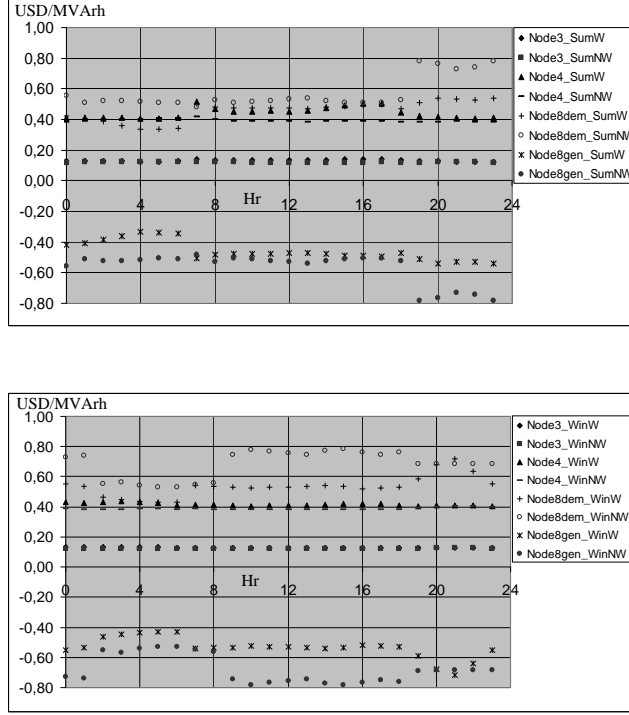 USD/MVArh
1,00
0,80
0,60
0,40
0,20
0,00
-0,20
-0,40
-0,60
-0,80
0 4 8 12 16 20 24
Hr
Node3_SumW
Node3_SumNW
Node4_SumW
Node4_SumNW
Node8dem_SumW
Node8dem_SumNW
Node8gen_SumW
Node8gen_SumNW
USD/MVArh
1,00
0,80
0,60
0,40
0,20
0,00
-0,20
-0,40
-0,60
-0,80
0 4 8 12 16 20 24
Hr
Node3_WinW
Node3_WinNW
Node4_WinW
Node4_WinNW
Node8dem_WinW
Node8dem_WinNW
Node8gen_WinW
Node8gen_WinNW